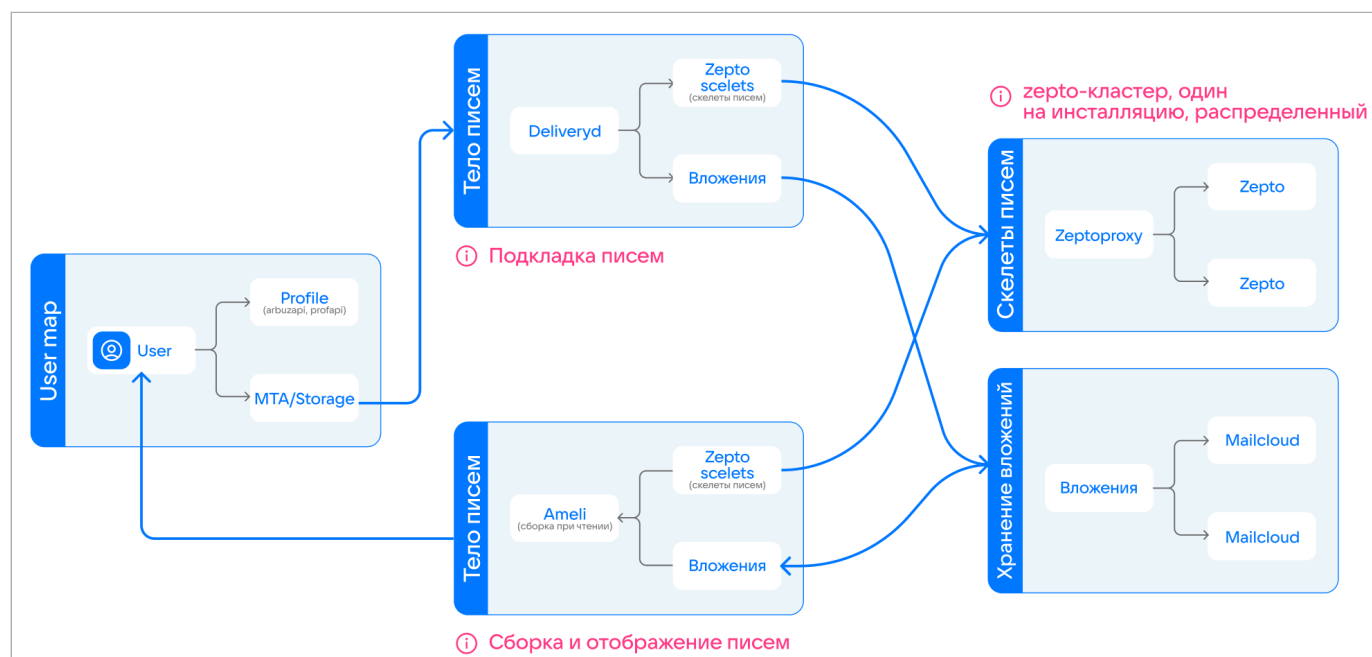 User map
User
Profile
(arbuzapi, profapi)
MTA/Storage
Тело писем
Deliveryd
Zepto
scelets
(скелеты писем)
Вложения
Подкладка писем
Тело писем
Ameli
(сборка при чтении)
Zepto
scelets
(скелеты писем)
Вложения
Сборка и отображение писем
zepto-кластер, один
на инсталляцию, распределенный
Скелеты писем
Zeptoproxy
Zepto
Zepto
Хранение вложений
Вложения
Mailcloud
Mailcloud